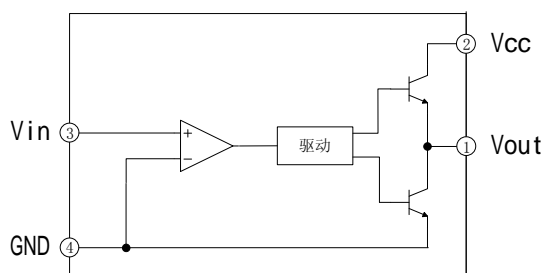 ② Vcc
Vin ③
+
−
驱动
① Vout
GND ④